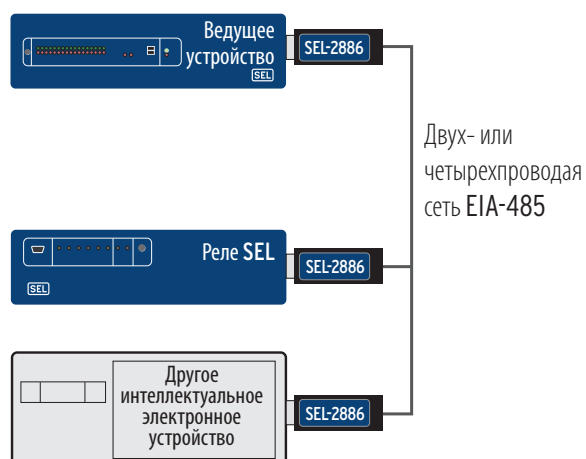 Ведущее
устройство
SEL
SEL-2886
Двух- или
четырехпроводая
сеть EIA-485
Реле SEL
SEL
SEL-2886
Другое
интеллектуальное
электронное
устройство
SEL-2886